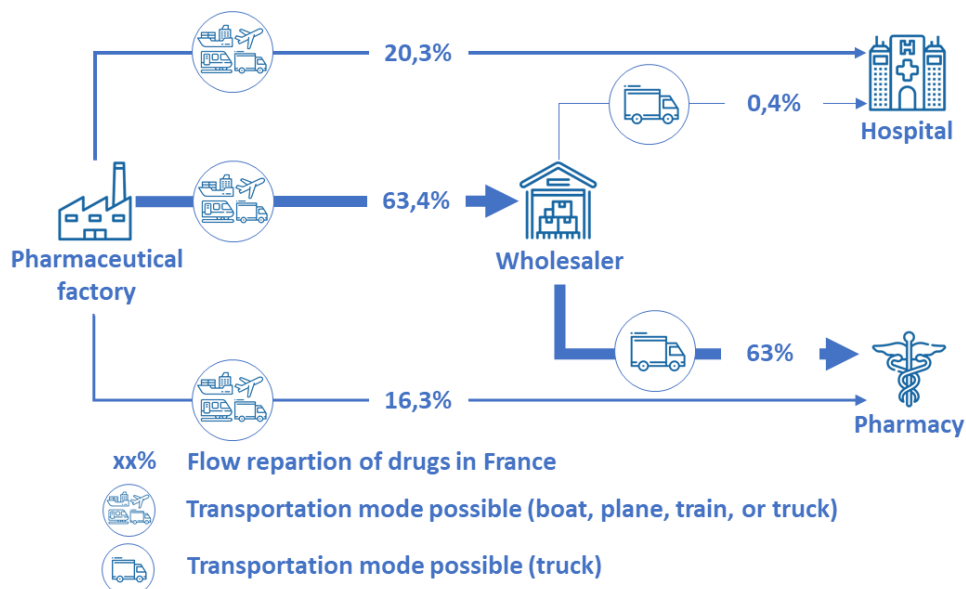 20,3%
H
0,4%
Hospital
63,4%
Pharmaceutical
factory
Wholesaler
63%
16,3%
Pharmacy
xx% Flow repartion of drugs in France
Transportation mode possible (boat, plane, train, or truck)
Transportation mode possible (truck)